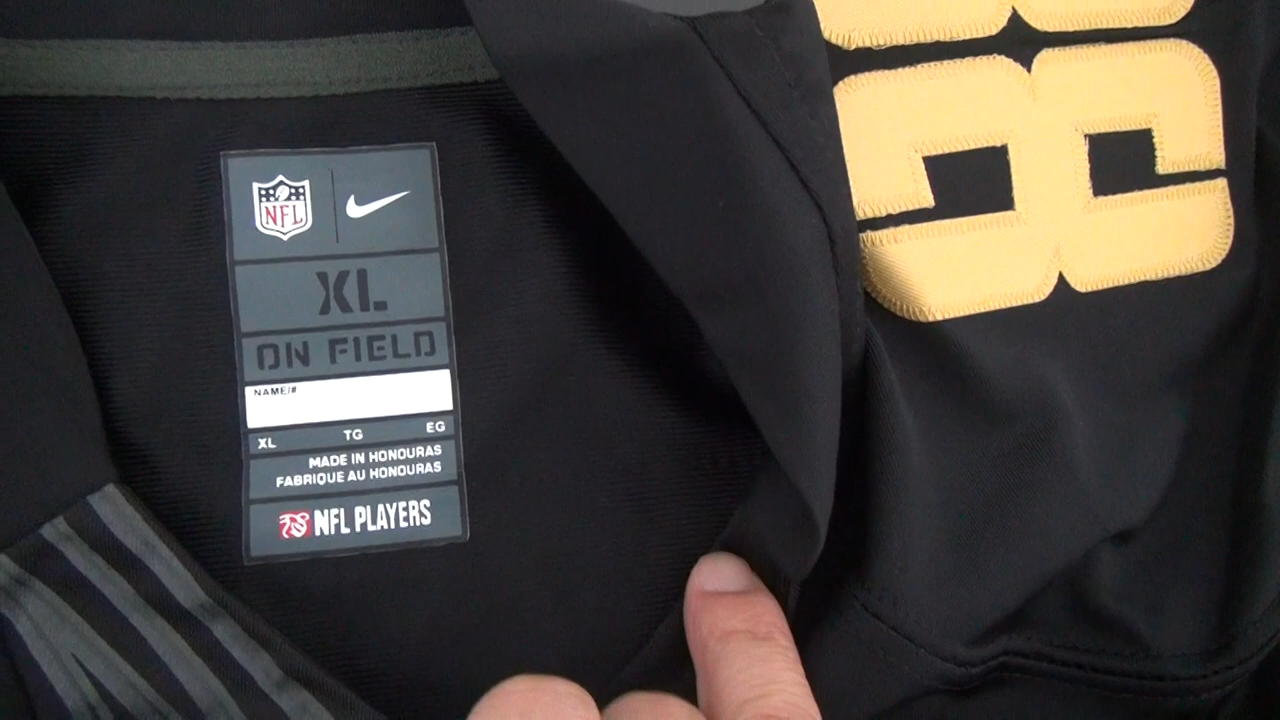 NFL
XL
ON FIELD
NAME/#
XL TG EG
MADE IN HONOURAS
FABRIQUE AU HONOURAS
NFL PLAYERS